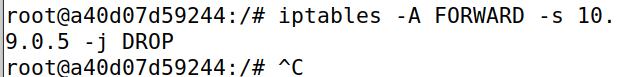 root@a40d07d59244:/# iptables -A FORWARD -s 10.
9.0.5 -j DROP
root@a40d07d59244:/# ^C